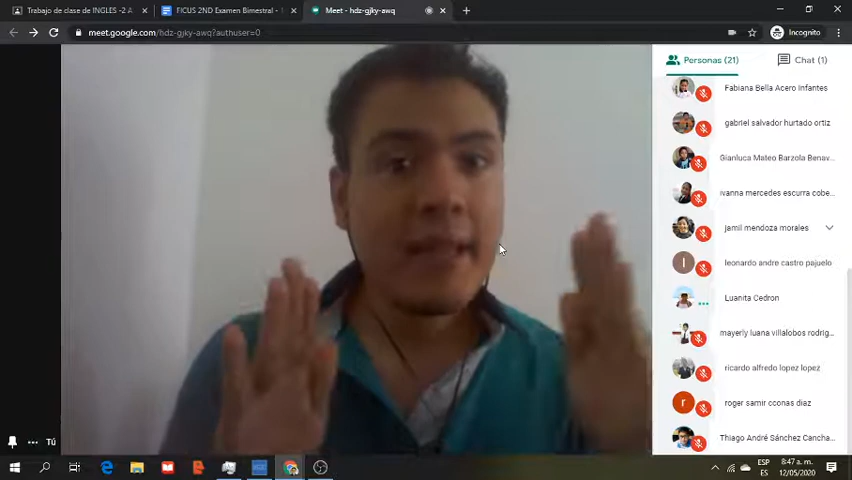 Trabajo de clase de INGLES -2 A
FICUS 2ND Examen Bimestral - 1
Meet - hdz-gjky-awq
meet.google.com/hdz-gjky-awq?authuser=0
Incognito
Personas (21)
Chat (1)
Fabiana Bella Acero Infantes
gabriel salvador hurtado ortiz
Gianluca Mateo Barzola Benav...
ivanna mercedes escurra cobe...
jamil mendoza morales
leonardo andre castro pajuelo
l
Luanita Cedron
mayerly luana villalobos rodrig...
ricardo alfredo lopez lopez
roger samir cconas diaz
r
Thiago André Sánchez Cancha...
Tú
ESP
ES
8:47 a. m.
12/05/2020